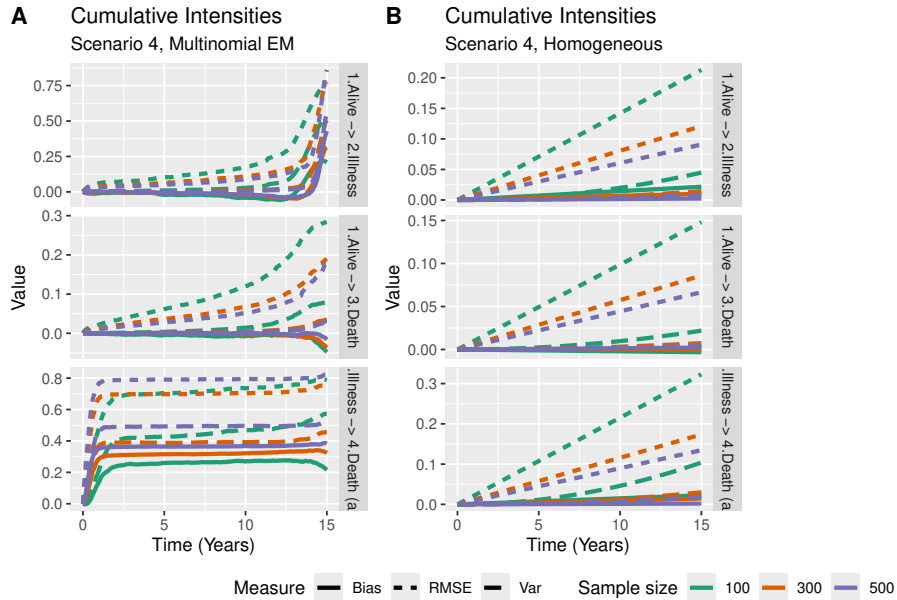 A
Cumulative Intensities
Scenario 4, Multinomial EM
Value
0.75
0.50
0.25
0.00
1.Alive −> 2.Illness
0.3
0.2
0.1
0.0
1.Alive −> 3.Death
0.8
0.6
0.4
0.2
0.0
.Illness −> 4.Death (a
0 5 10 15
Time (Years)
B
Cumulative Intensities
Scenario 4, Homogeneous
Value
0.20
0.15
0.10
0.05
0.00
1.Alive −> 2.Illness
0.15
0.10
0.05
0.00
1.Alive −> 3.Death
0.3
0.2
0.1
0.0
.Illness −> 4.Death (a
0 5 10 15
Time (Years)
Measure Bias RMSE Var Sample size 100 300 500